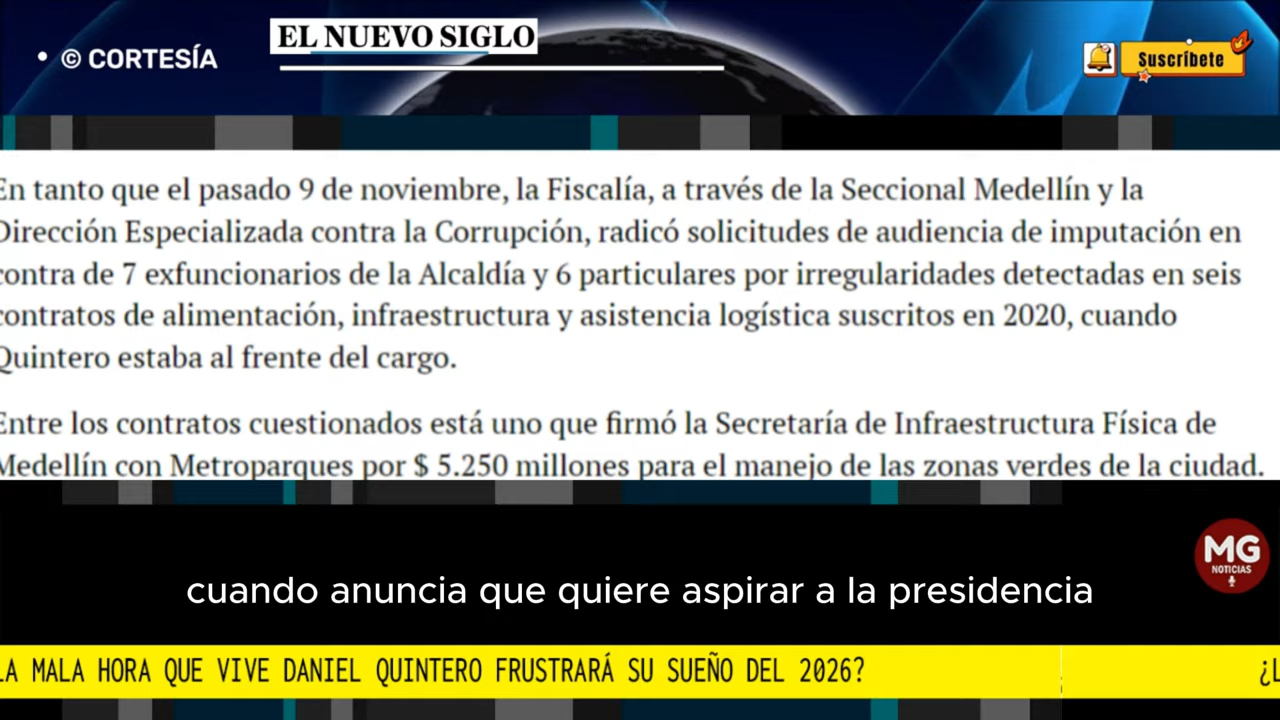 • © CORTESÍA
EL NUEVO SIGLO
Suscríbete
En tanto que el pasado 9 de noviembre, la Fiscalía, a través de la Seccional Medellín y la
Dirección Especializada contra la Corrupción, radicó solicitudes de audiencia de imputación en
contra de 7 exfuncionarios de la Alcaldía y 6 particulares por irregularidades detectadas en seis
contratos de alimentación, infraestructura y asistencia logística suscritos en 2020, cuando
Quintero estaba al frente del cargo.
Entre los contratos cuestionados está uno que firmó la Secretaría de Infraestructura Física de
Medellín con Metroparques por $ 5.250 millones para el manejo de las zonas verdes de la ciudad.
MG
NOTICIAS
cuando anuncia que quiere aspirar a la presidencia
LA MALA HORA QUE VIVE DANIEL QUINTERO FRUSTRARÁ SU SUEÑO DEL 2026? ¿L